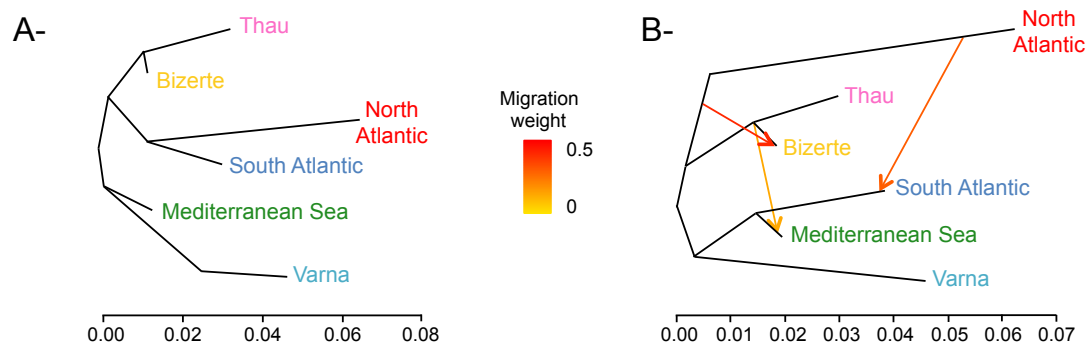 A-
Thau
Bizerte
North
Atlantic
South Atlantic
Mediterranean Sea
Varna
0.00 0.02 0.04 0.06 0.08
Migration
weight
0.5
0
B-
North
Atlantic
Thau
Bizerte
South Atlantic
Mediterranean Sea
Varna
0.00 0.01 0.02 0.03 0.04 0.05 0.06 0.07